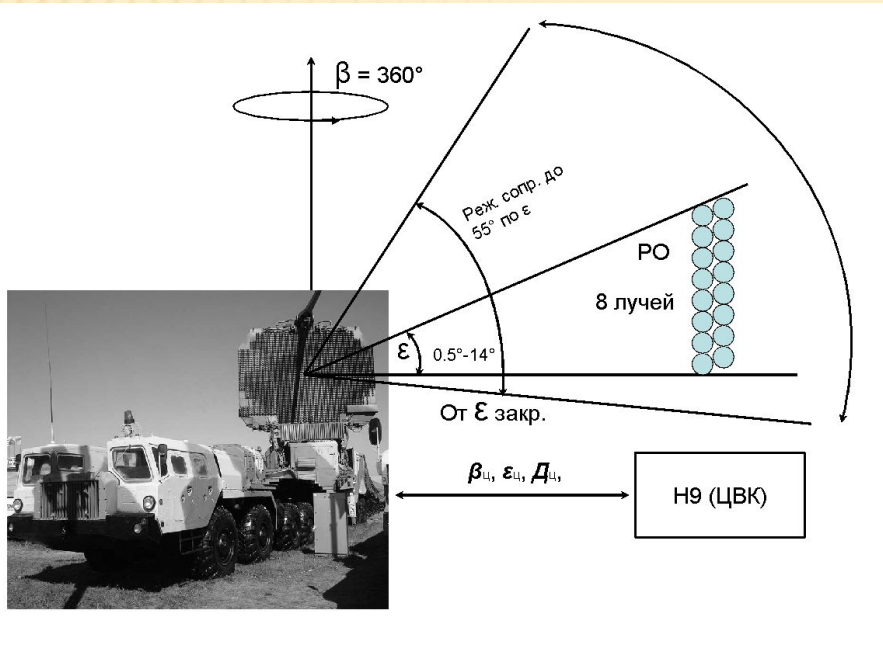 β = 360°
Реж. сопр. до
55° по ε
РО
8 лучей
ε
0.5°-14°
От ε закр.
βц, εц, Дц,
Н9 (ЦВК)